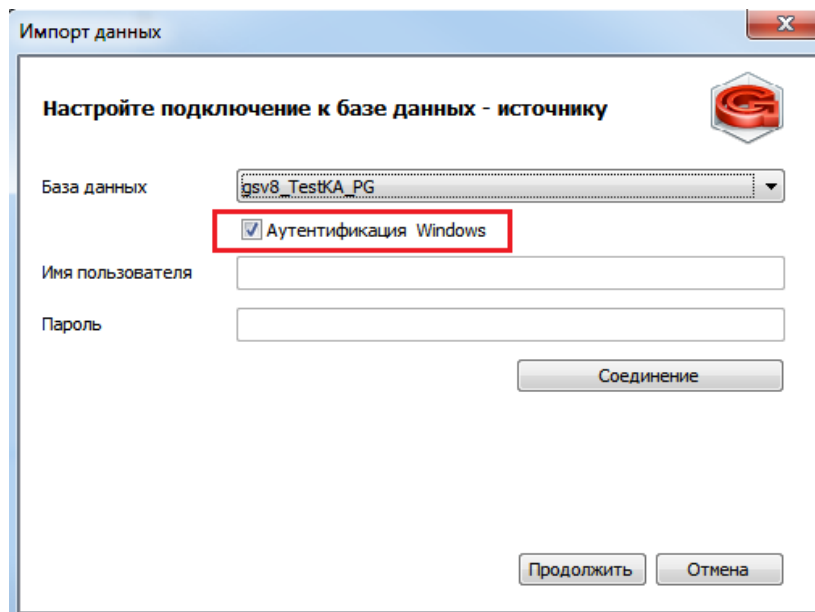 Импорт данных
Настройте подключение к базе данных - источнику
База данных
gsv8_TestKA_PG
Аутентификация Windows
Имя пользователя
Пароль
Соединение
Продолжить Отмена